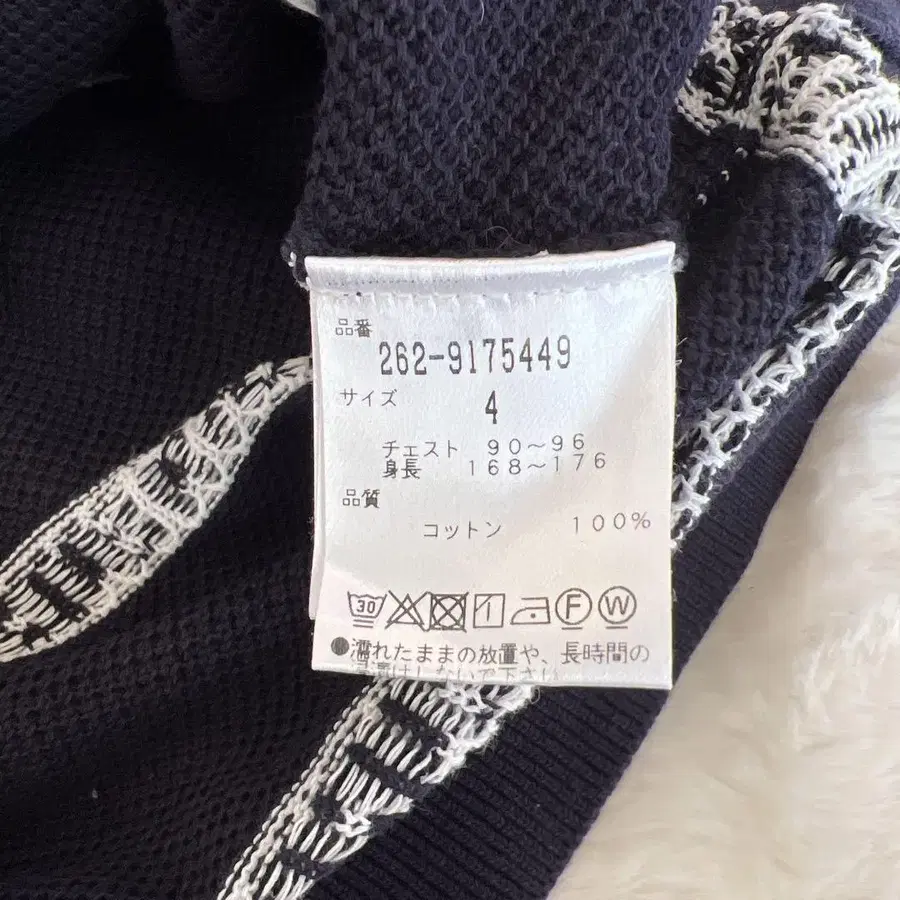 品番
262-9175449
サイズ
4
チェスト 90～96
身長 168～176
品質
コットン 100%
30 F W
●濡れたままの放置や、長時間の